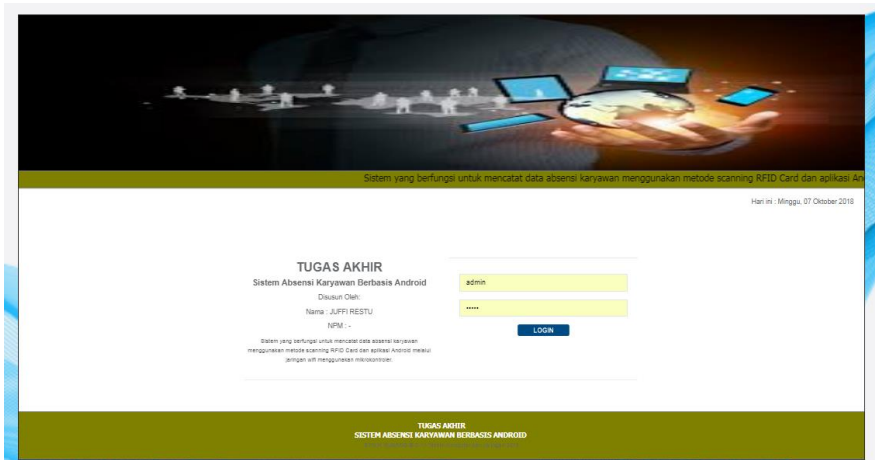 Sistem yang berfungsi untuk mencatat data absensi karyawan menggunakan metode scanning RFID Card dan aplikasi An
Hari ini : Minggu, 07 Oktober 2018
TUGAS AKHIR
Sistem Absensi Karyawan Berbasis Android
Disusun Oleh:
Nama : JUFFI RESTU
NPM : -
Sistem yang berfungsi untuk mencatat data absensi karyawan
menggunakan metode scanning RFID Card dan aplikasi Android melalui
jaringan wifi menggunakan mikrokontroler.
admin
•••••
LOGIN
TUGAS AKHIR
SISTEM ABSENSI KARYAWAN BERBASIS ANDROID